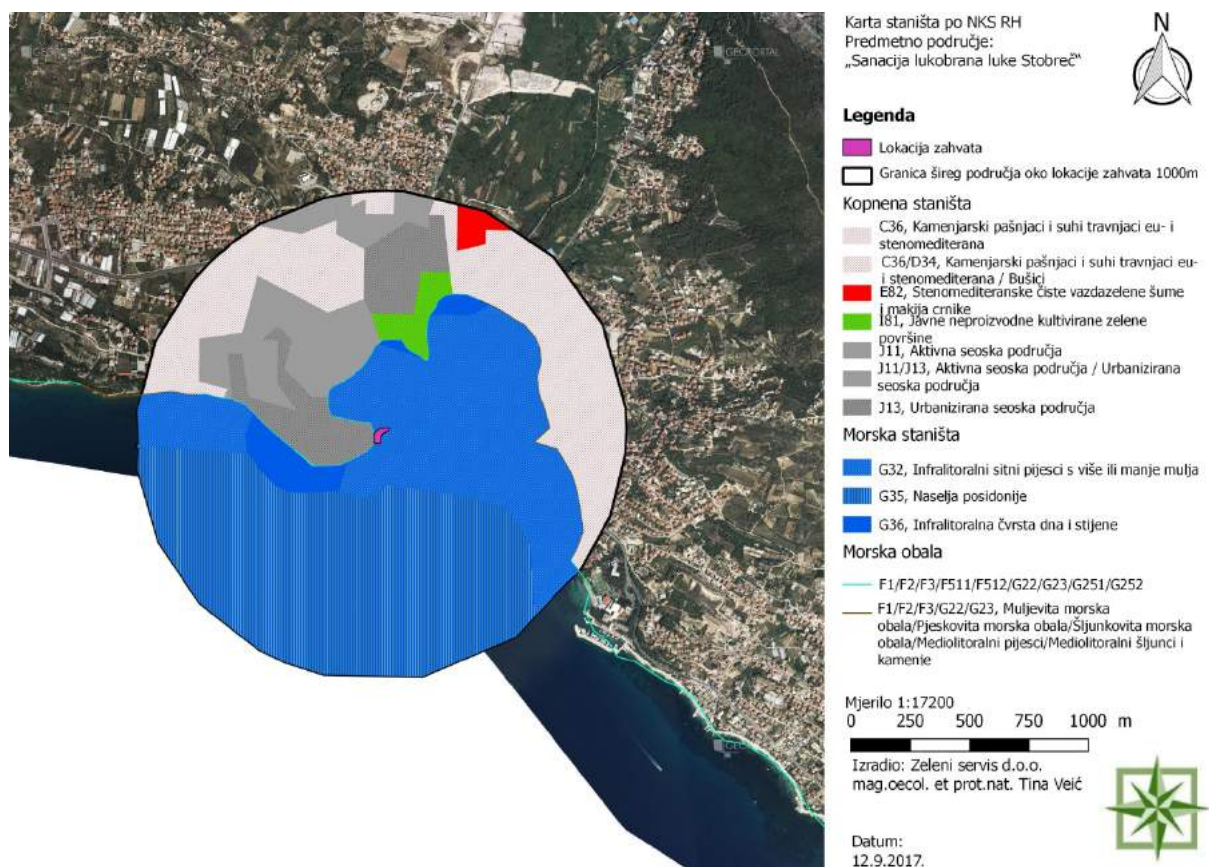 GEOPORTAL
GEOPORTAL
Karta staništa po NKS RH
Predmetno područje:
„Sanacija lukobrana luke Stobreč“
N
Legenda
Lokacija zahvata
Granica šireg područja oko lokacije zahvata 1000m
Kopnena staništa
C36, Kamenjarski pašnjaci i suhi travnjaci eu- i
stenomediterana
C36/D34, Kamenjarski pašnjaci i suhi travnjaci eu-
i stenomediterana / Bušici
E82, Stenomediteranske čiste vazdazelene šume
i makija crnike
I81, Javne neproizvodne kultivirane zelene
površine
J11, Aktivna seoska područja
J11/J13, Aktivna seoska područja / Urbanizirana
seoska područja
J13, Urbanizirana seoska područja
Morska staništa
G32, Infralitoralni sitni pijesci s više ili manje mulja
G35, Naselja posidonije
G36, Infralitoralna čvrsta dna i stijene
Morska obala
F1/F2/F3/F511/F512/G22/G23/G251/G252
F1/F2/F3/G22/G23, Muljevita morska
obala/Pjeskovita morska obala/Šljunkovita morska
obala/Mediolitoralni pijesci/Mediolitoralni šljunci i
kamenje
Mjerilo 1:17200
0 250 500 750 1000 m
Izradio: Zeleni servis d.o.o.
mag.oecol. et prot.nat. Tina Veić
Datum:
12.9.2017.